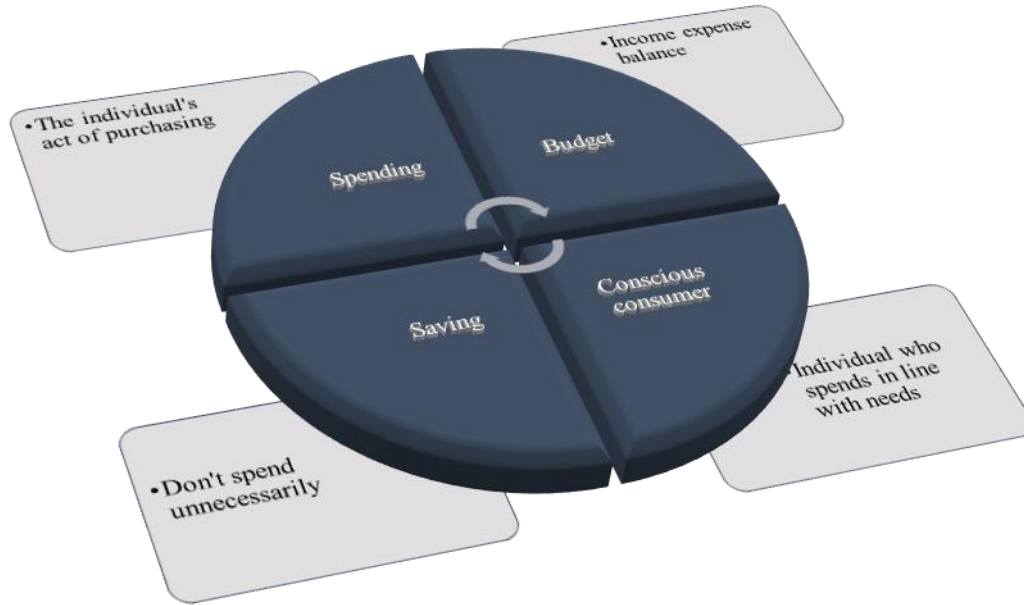 •The individual's
act of purchasing
Spending
•Income expense
balance
Budget
Saving
•Don't spend
unnecessarily
Conscious
consumer
•Individual who
spends in line
with needs